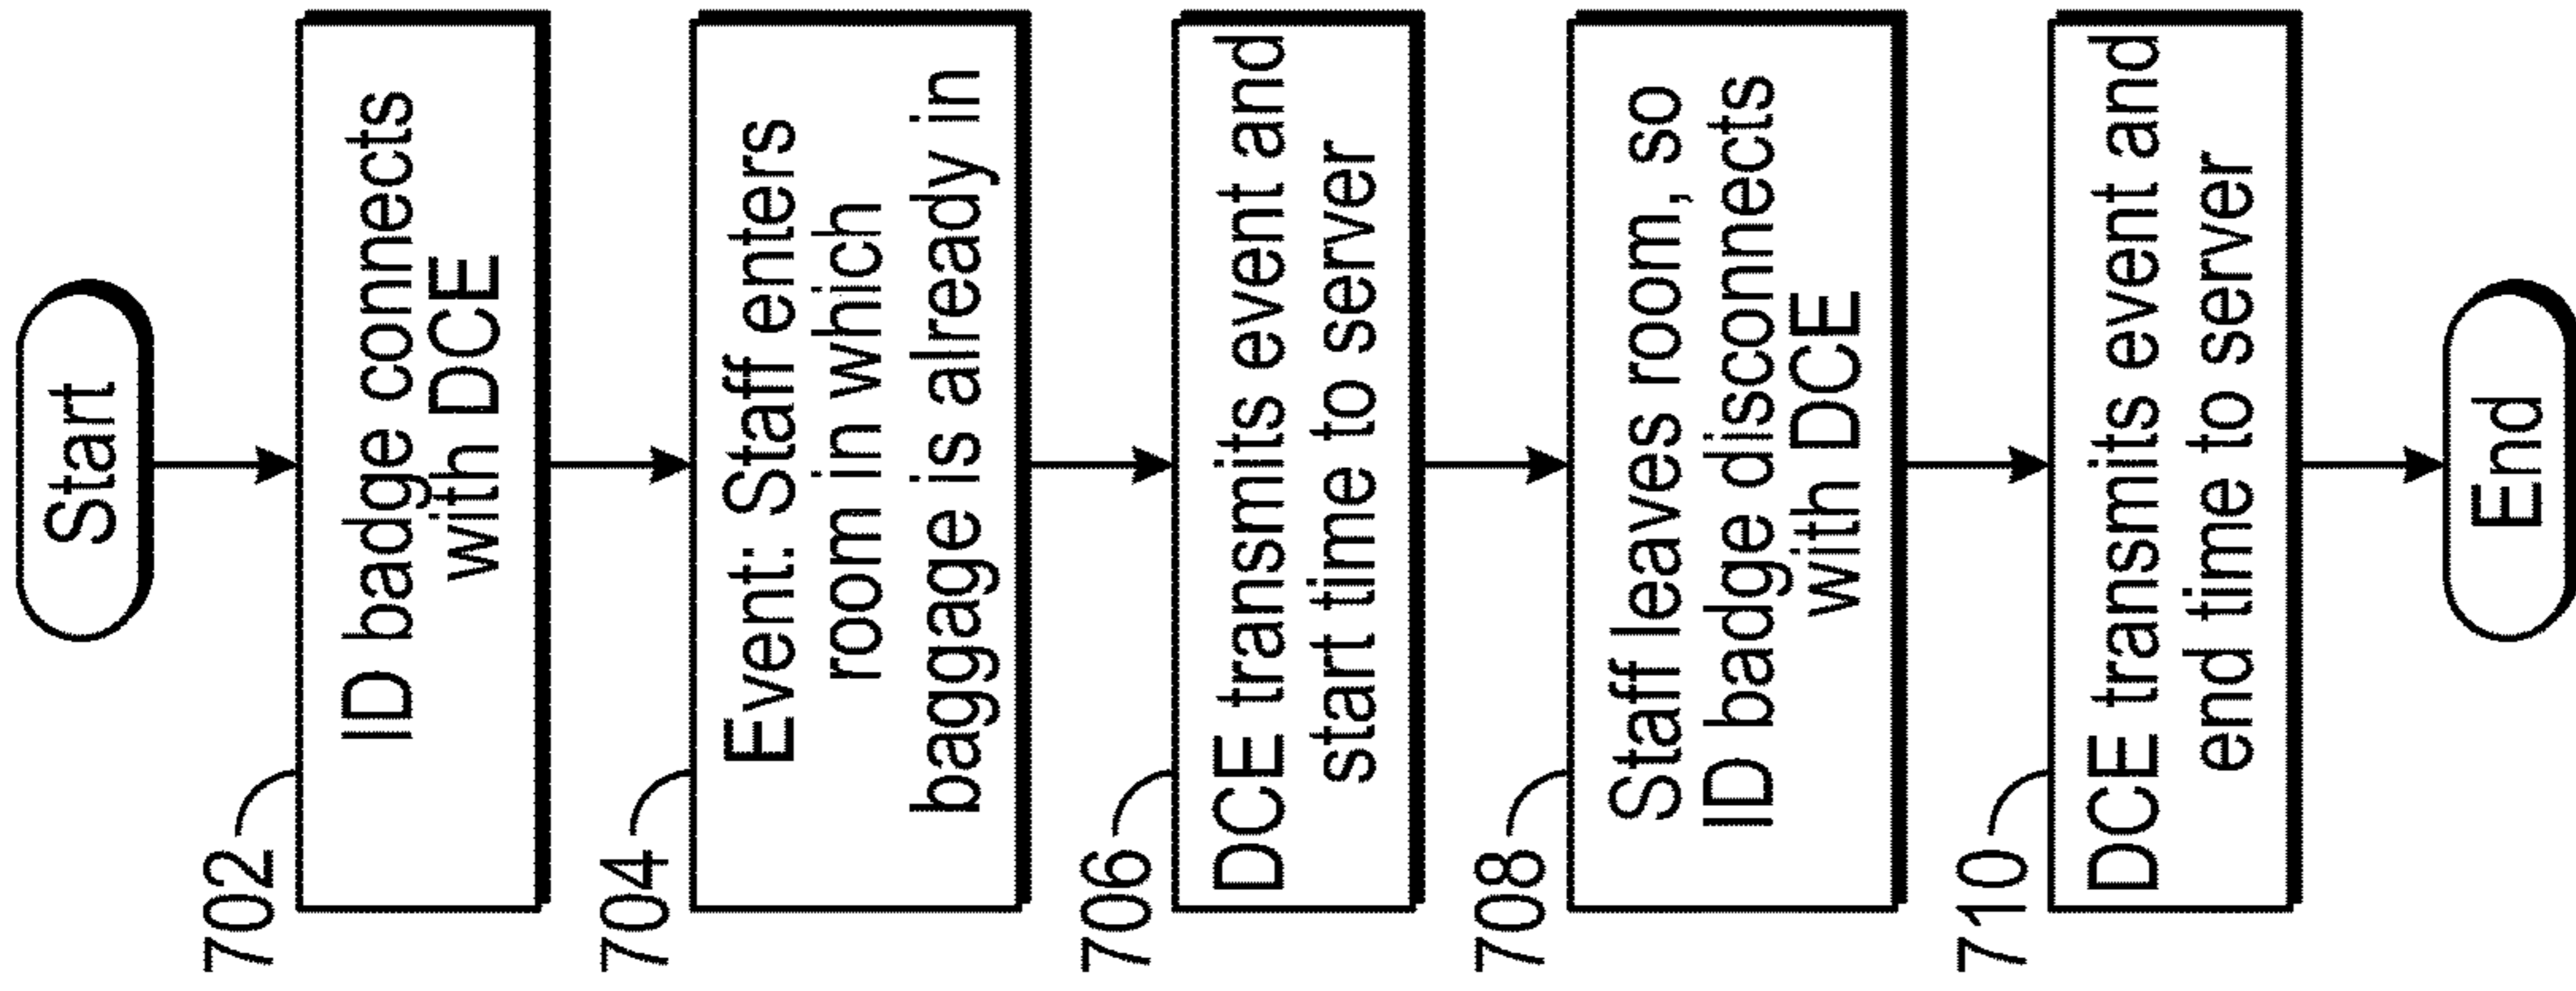 Start
702
ID badge connects
with DCE
704
Event: Staff enters
room in which
baggage is already in
706
DCE transmits event and
start time to server
708
Staff leaves room, so
ID badge disconnects
with DCE
710
DCE transmits event and
end time to server
End